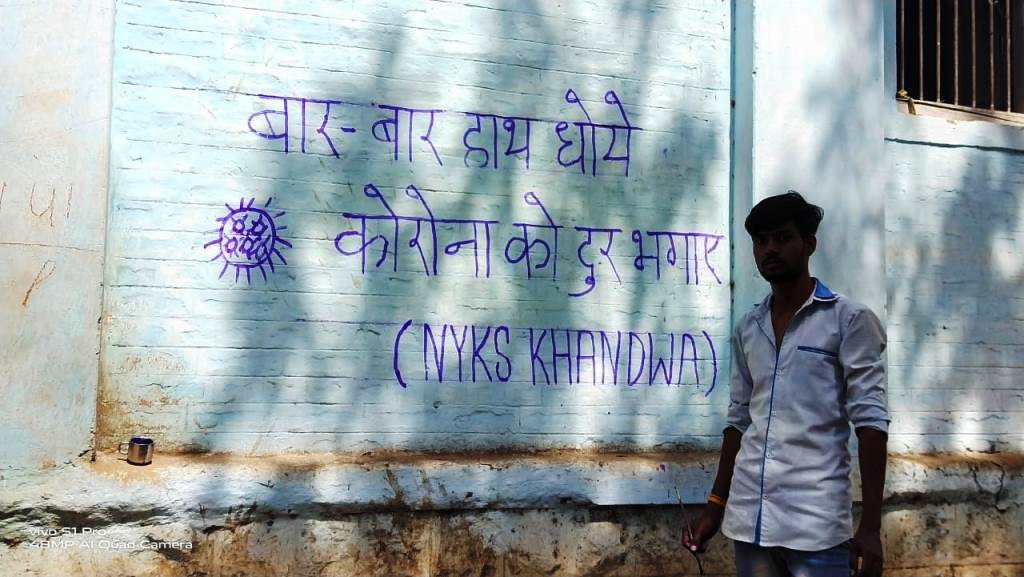 बार-बार हाथ धोये
कोरोना को दुर भगाए
(NYKS KHANDWA)
vivo S1 Pro
48MP AI Quad Camera